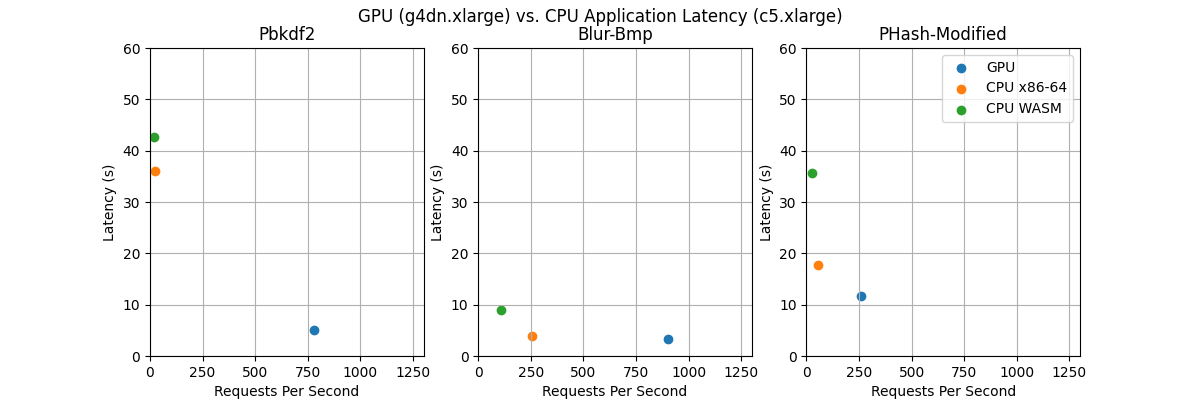 GPU (g4dn.xlarge) vs. CPU Application Latency (c5.xlarge)
Pbkdf2
60
50
40
30
20
10
0
Latency (s)
0 250 500 750 1000 1250
Requests Per Second
Blur-Bmp
60
50
40
30
20
10
0
Latency (s)
0 250 500 750 1000 1250
Requests Per Second
PHash-Modified
60
50
40
30
20
10
0
Latency (s)
GPU
CPU x86-64
CPU WASM
0 250 500 750 1000 1250
Requests Per Second